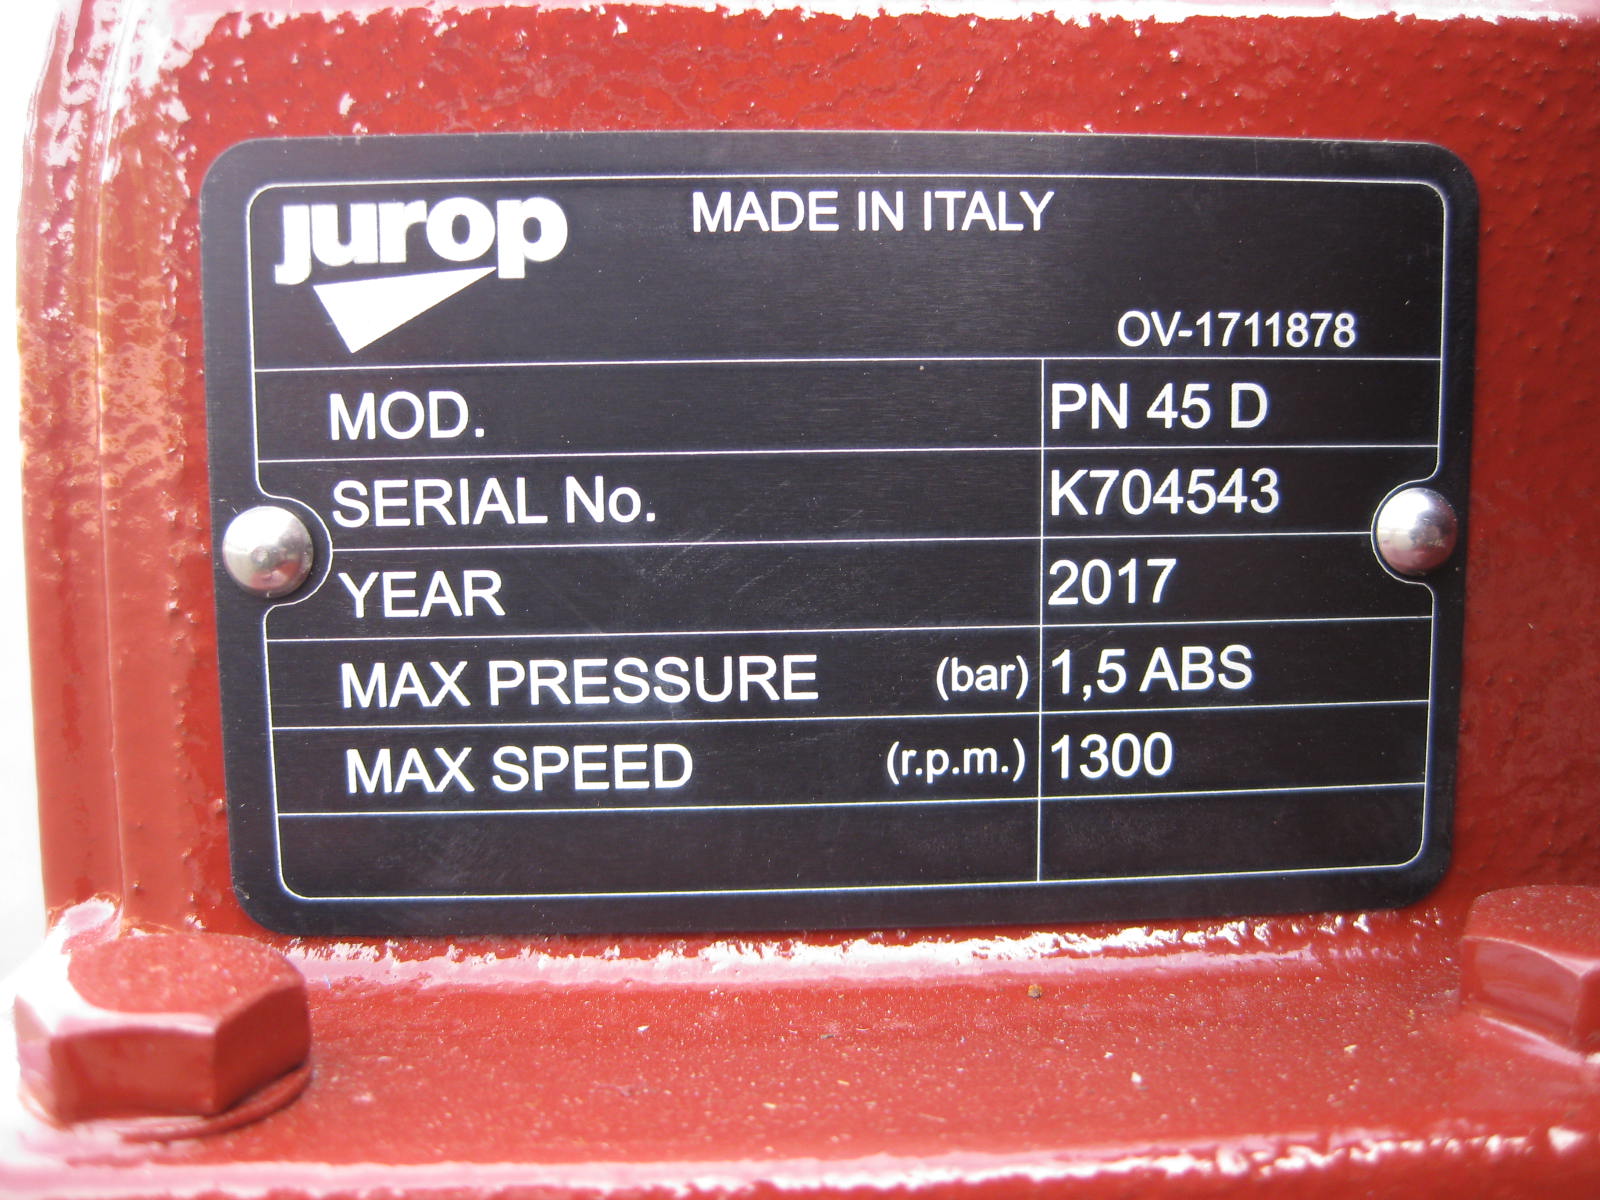 jurop
MADE IN ITALY
OV-1711878
MOD. PN 45 D
SERIAL No. K704543
YEAR 2017
MAX PRESSURE (bar) 1,5 ABS
MAX SPEED (r.p.m.) 1300